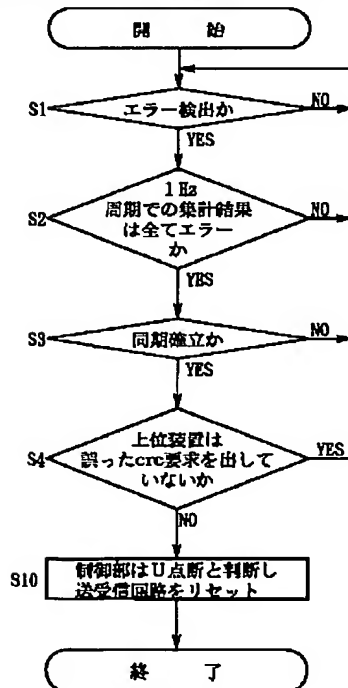 開 始
S1 エラー検出か NO
YES
S2 1 Hz
周期での集計結果 NO
は全てエラー
か
YES
S3 同期確立か NO
YES
S4 上位装置は
誤ったcrc要求を出して YES
いないか
NO
S10 制御部はU点断と判断し
送受信回路をリセット
終 了